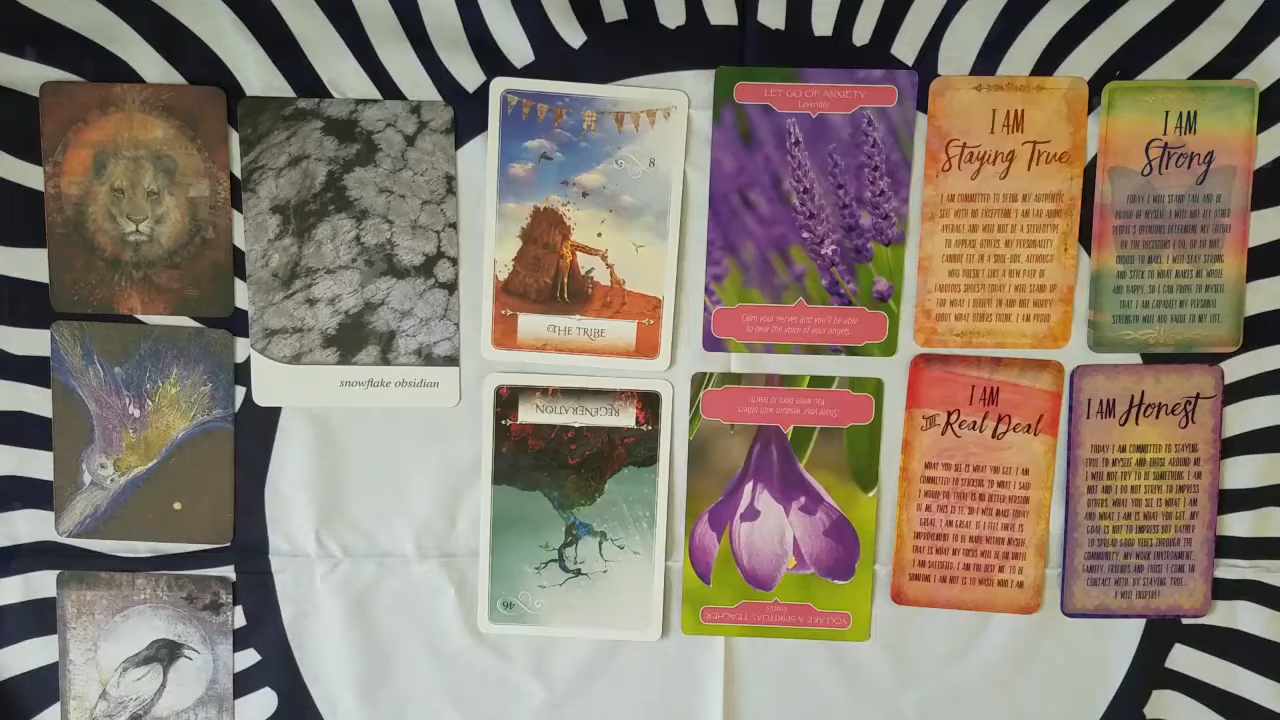 snowflake obsidian
8
THE TRIBE
LET GO OF ANXIETY
Lavender
Calm your nerves and you'll be able
to hear the voice of your angels.
I AM
Staying True
I AM COMMITTED TO BEING MY AUTHENTIC
SELF WITH NO EXCEPTION. I AM FAR ABOVE
AVERAGE AND WILL NOT BE A STEREOTYPE
TO APPEASE OTHERS. MY PERSONALITY
CANNOT FIT IN A SHOE-BOX, ALTHOUGH
WHO DOESN'T LIKE A NEW PAIR OF
FABULOUS SHOES? TODAY I WILL STAND UP
FOR WHAT I BELIEVE IN AND NOT WORRY
ABOUT WHAT OTHERS THINK. I AM PROUD.
I AM
Strong
TODAY I WILL STAND TALL AND BE
PROUD OF MYSELF. I WILL NOT LET OTHER
PEOPLE'S OPINIONS DETERMINE MY
OR THE DECISIONS I DO, OR DO NOT,
CHOOSE TO MAKE. I WILL STAY STRONG
AND STICK TO WHAT MAKES ME WHOLE
AND HAPPY, SO I CAN PROVE TO MYSELF
THAT I AM CAPABLE. MY PERSONAL
STRENGTH WILL ADD VALUE TO MY LIFE.
REGENERATION
46
Share your wisdom with others
You were born to teach!
Crocus
YOU ARE A SPIRITUAL TEACHER
I AM
THE Real Deal
WHAT YOU SEE IS WHAT YOU GET. I AM
COMMITTED TO STICKING TO WHAT I SAID
I WOULD DO. THERE IS NO BETTER VERSION
OF ME. THIS IS IT, SO I WILL MAKE TODAY
GREAT. I AM GREAT. IF I FELL THERE IS
IMPROVEMENT TO BE MADE WITHIN MYSELF,
THAT IS WHAT MY FOCUS WILL BE ON UNTIL
I AM SATISFIED. I AM THE BEST ME. TO BE
SOMEONE I AM NOT IS TO WASTE WHO I AM.
I AM Honest
TODAY I AM COMMITTED TO STAYING
TRUE TO MYSELF AND THOSE AROUND ME.
I WILL NOT TRY TO BE SOMETHING I AM
NOT AND I DO NOT STRIVE TO IMPRESS
OTHERS. WHAT YOU SEE IS WHAT I AM
AND WHAT I AM IS WHAT YOU GET. MY
GOAL IS NOT TO IMPRESS BUT RATHER
TO SPREAD GOOD VIBES THROUGH THE
COMMUNITY, MY WORK ENVIRONMENT,
FAMILY, FRIENDS AND THOSE I COME IN
CONTACT WITH. BY STAYING TRUE...
I WILL INSPIRE!